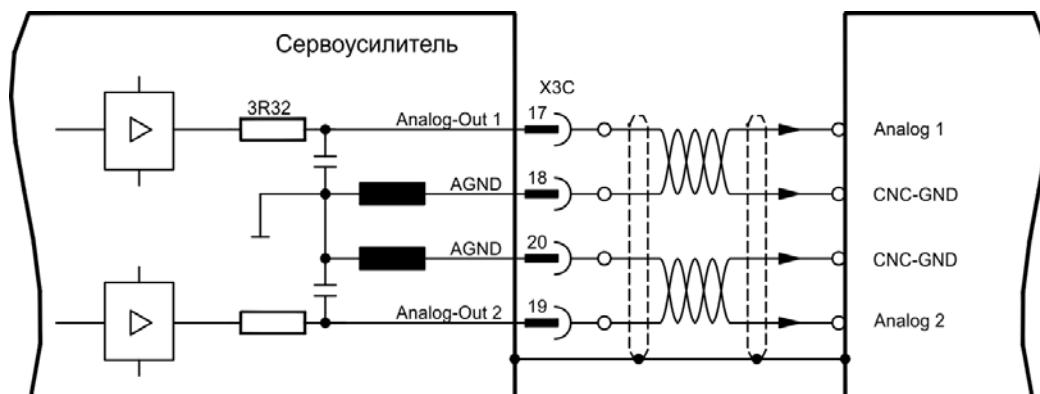 Сервоусилитель
X3C
3R32
Analog-Out 1
17
Analog 1
AGND
18
CNC-GND
AGND
20
CNC-GND
Analog-Out 2
19
Analog 2